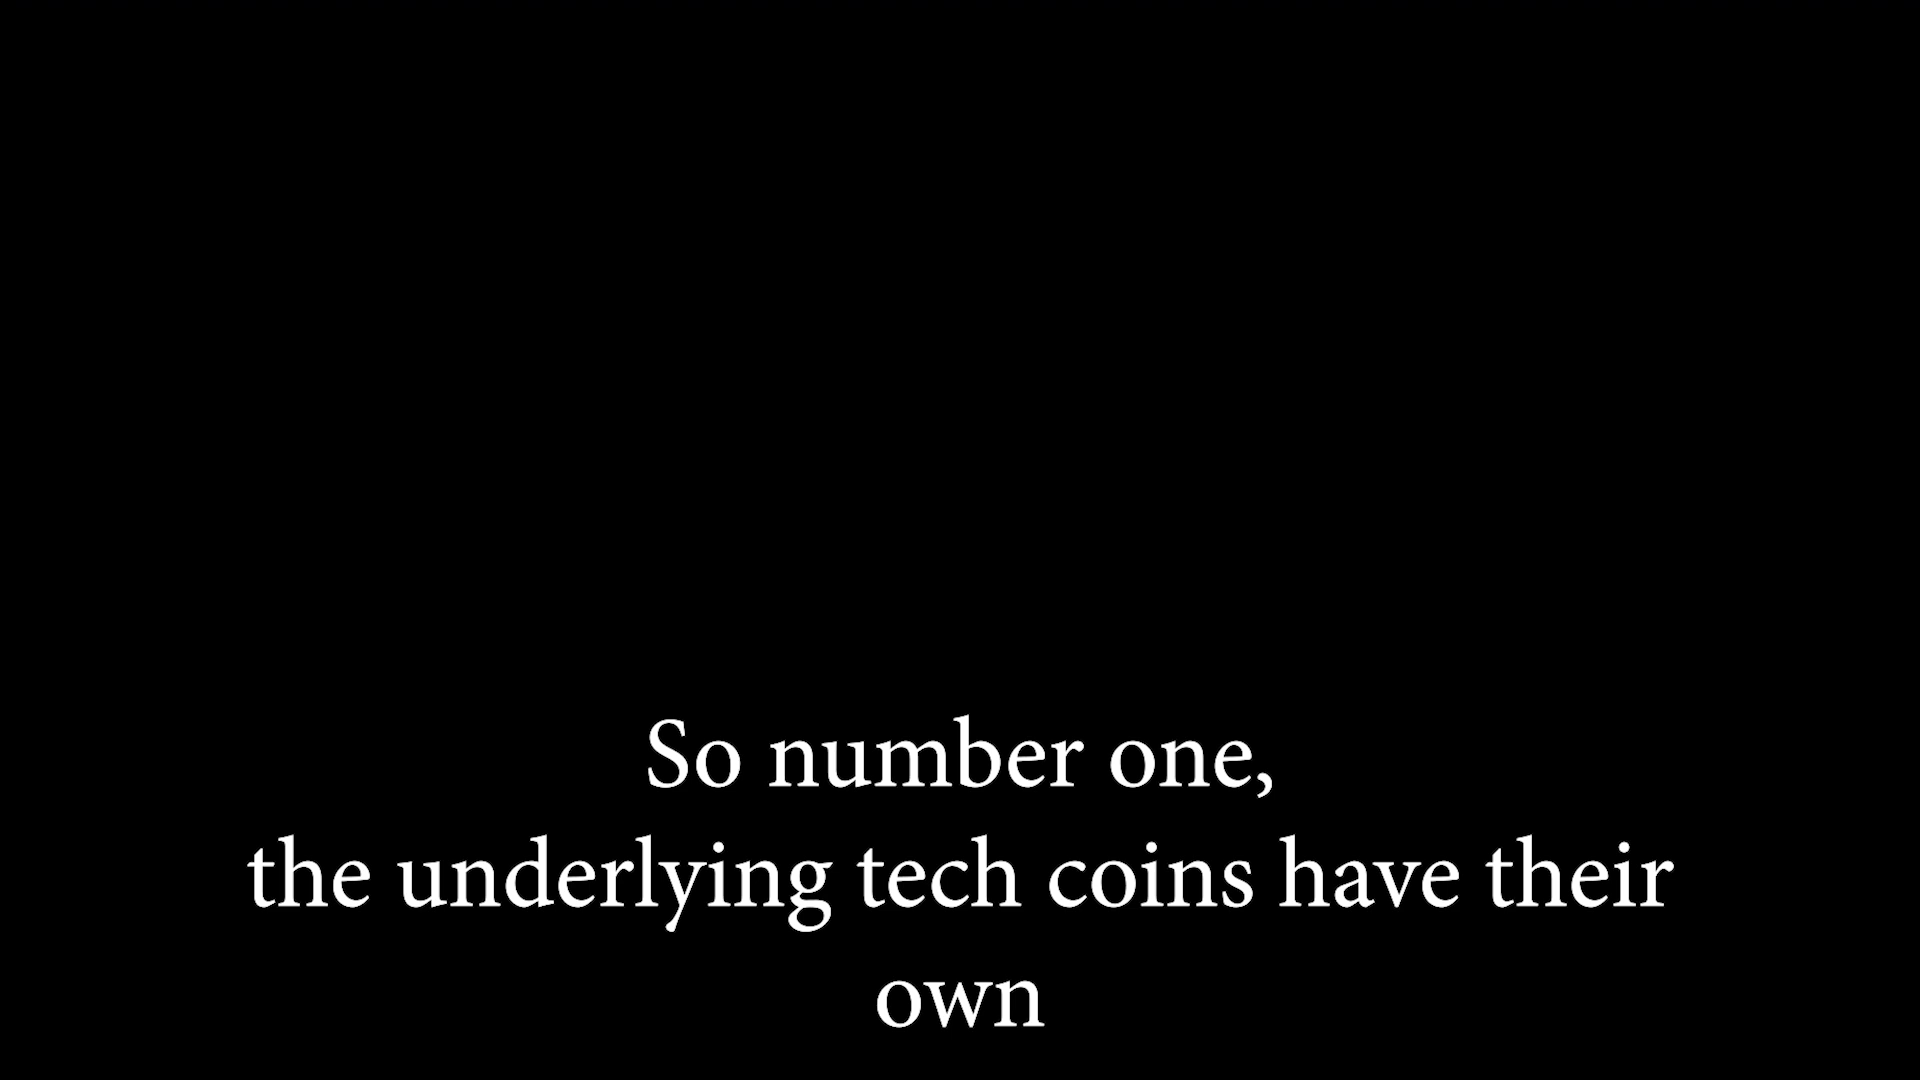 So number one,
the underlying tech coins have their
own